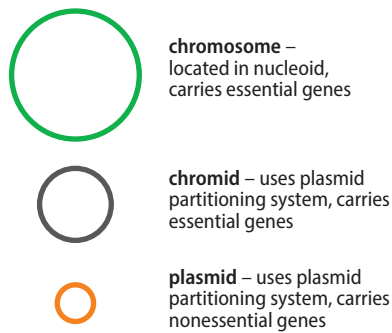 chromosome –
located in nucleoid,
carries essential genes
chromid – uses plasmid
partitioning system, carries
essential genes
plasmid – uses plasmid
partitioning system, carries
nonessential genes